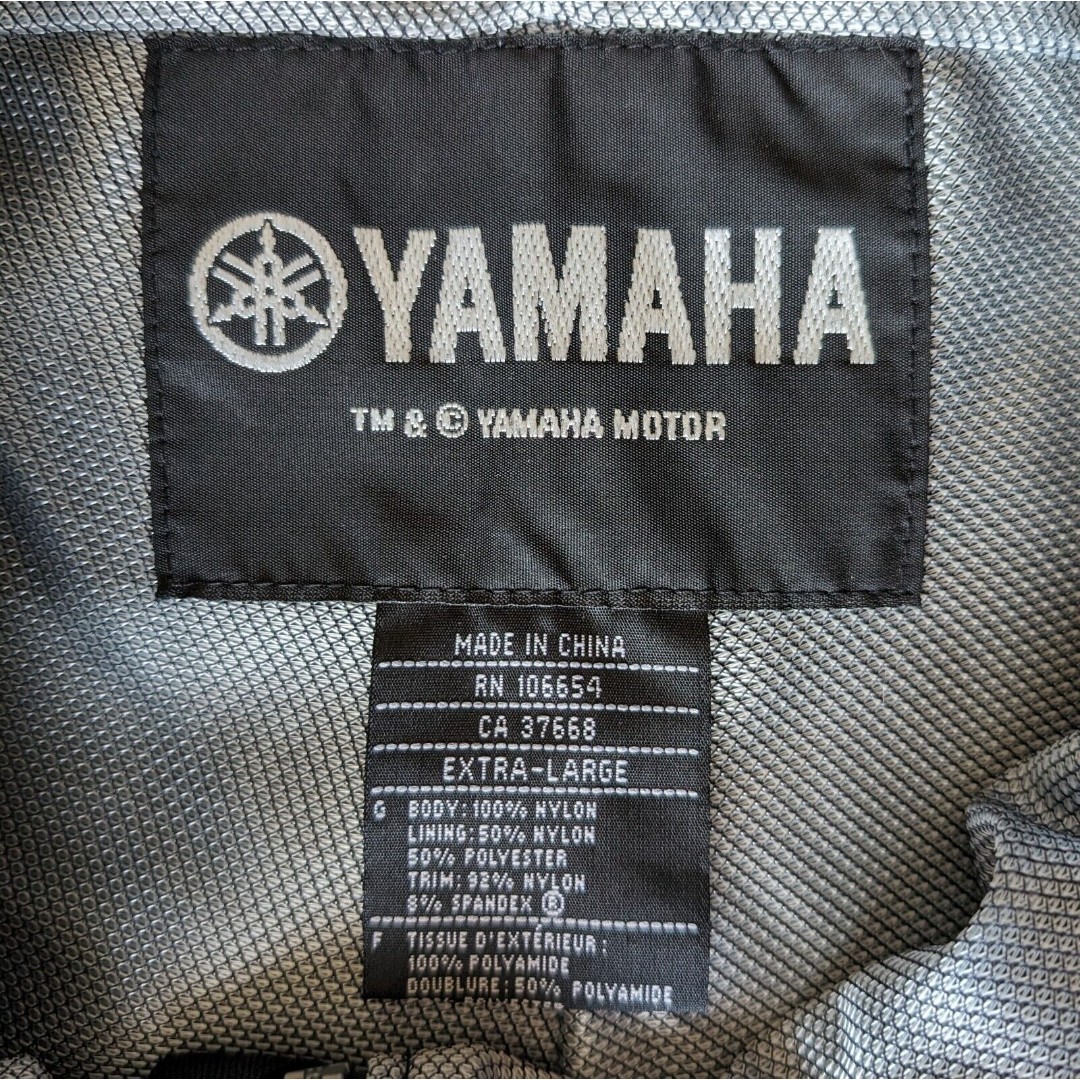 YAMAHA
TM & © YAMAHA MOTOR
MADE IN CHINA
RN 106654
CA 37668
EXTRA-LARGE
G BODY: 100% NYLON
LINING: 50% NYLON
50% POLYESTER
TRIM: 92% NYLON
8% SPANDEX ®
F TISSUE D'EXTÉRIEUR :
100% POLYAMIDE
DOUBLURE: 50% POLYAMIDE